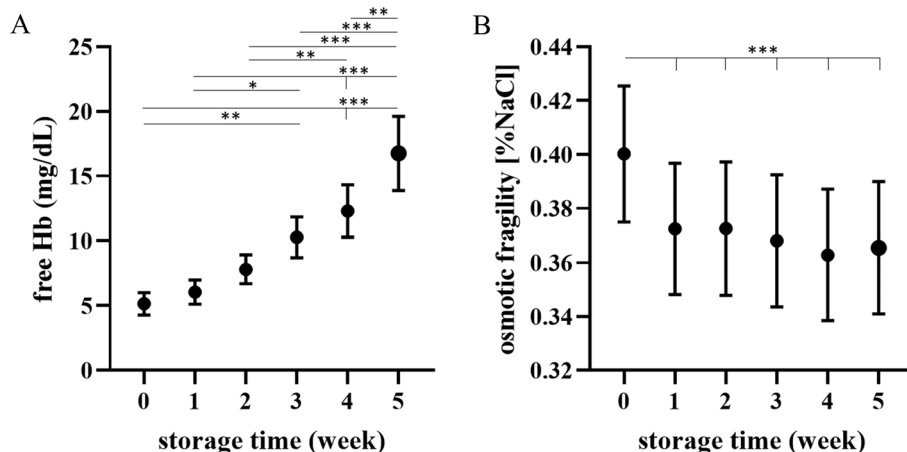 A
**
***
***
**
***
*
***
**
25
20
15
10
5
0
free Hb (mg/dL)
0 1 2 3 4 5
storage time (week)
B
***
0.44
0.42
0.40
0.38
0.36
0.34
0.32
osmotic fragility [%NaCl]
0 1 2 3 4 5
storage time (week)